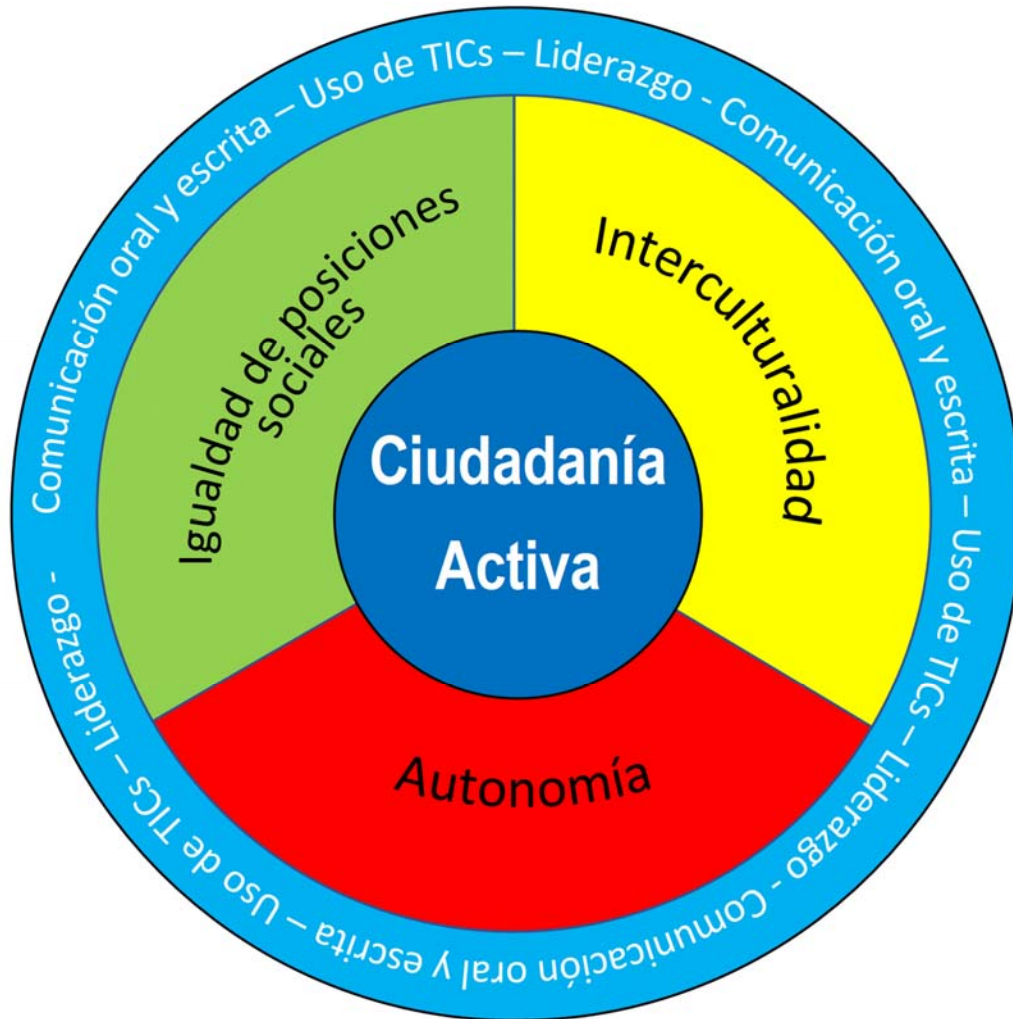 Comunicación oral y escrita – Uso de TICs – Liderazgo - Comunicación oral y escrita – Uso de TICs – Liderazgo - Comunicación oral y escrita – Uso de TICs – Liderazgo -
Igualdad de posiciones
sociales
Interculturalidad
Ciudadanía
Activa
Autonomía